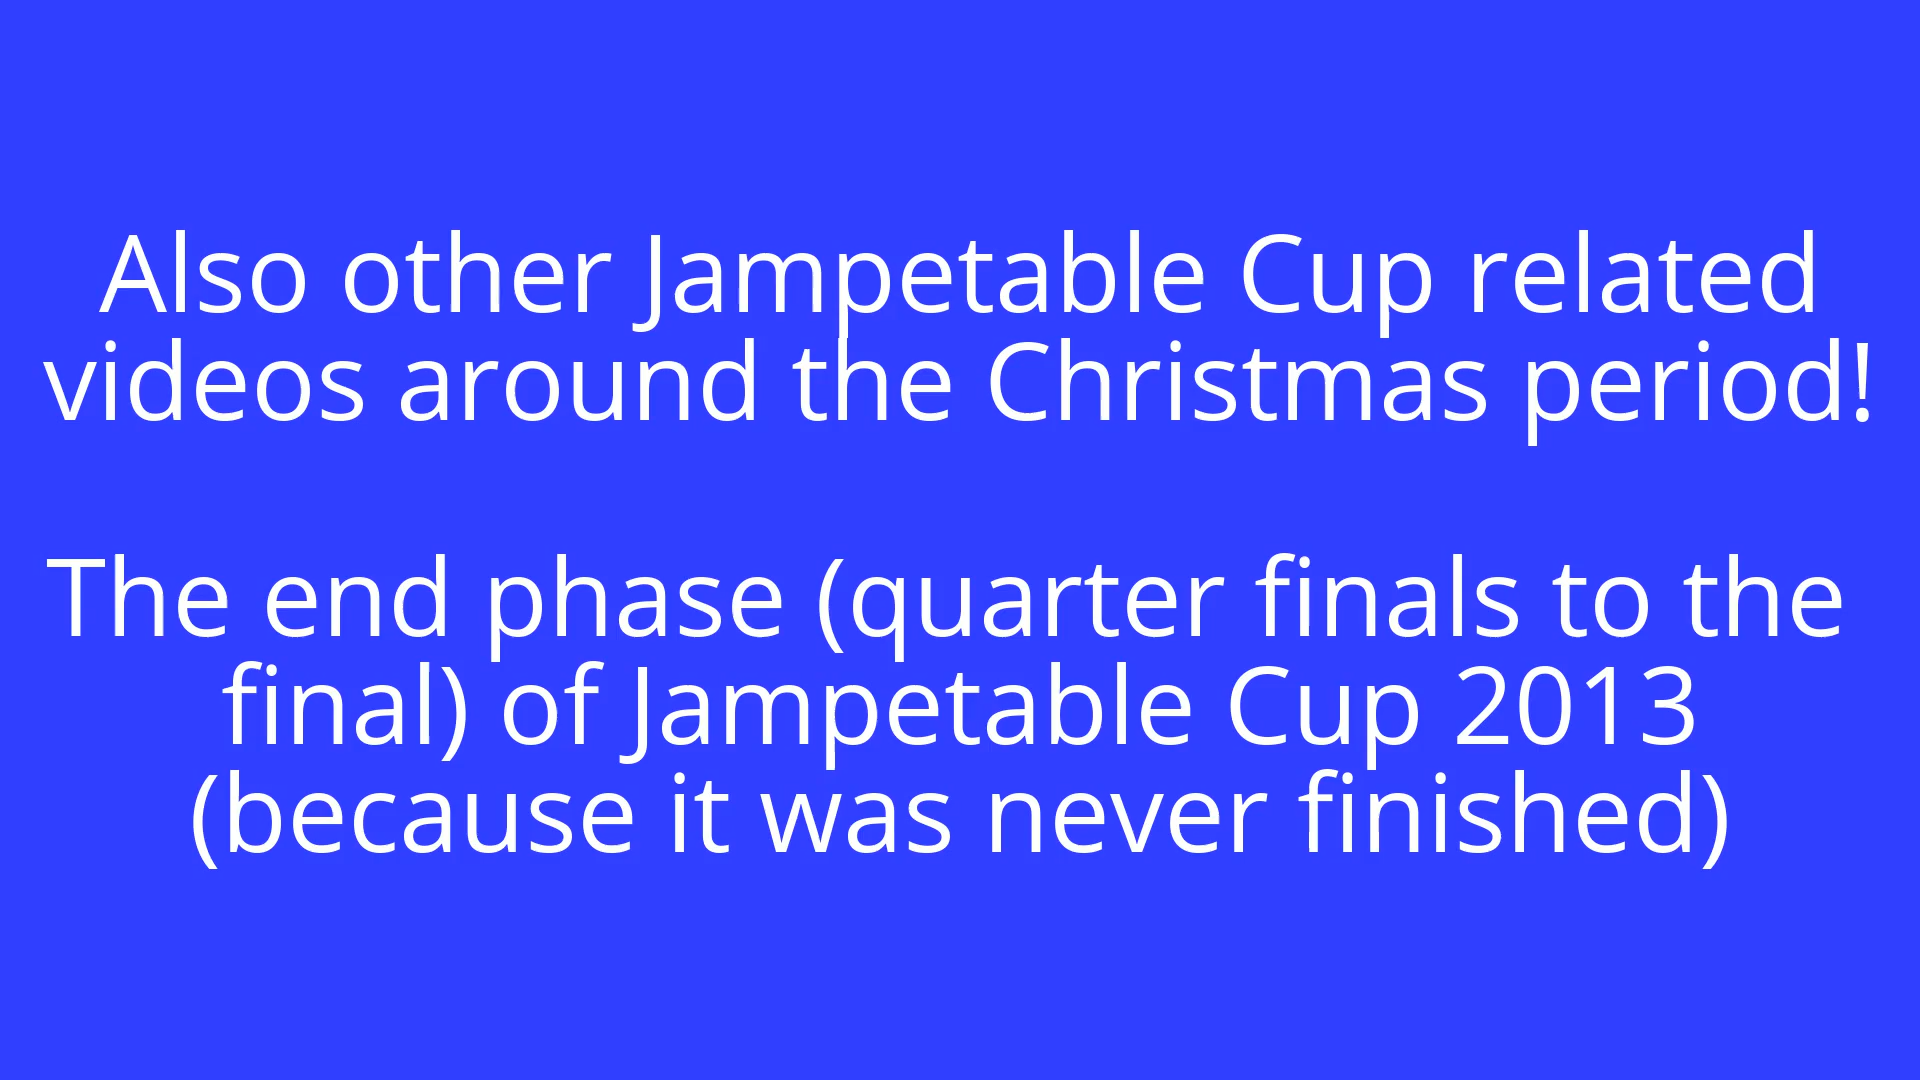 Also other Jampetable Cup related
videos around the Christmas period!
The end phase (quarter finals to the
final) of Jampetable Cup 2013
(because it was never finished)